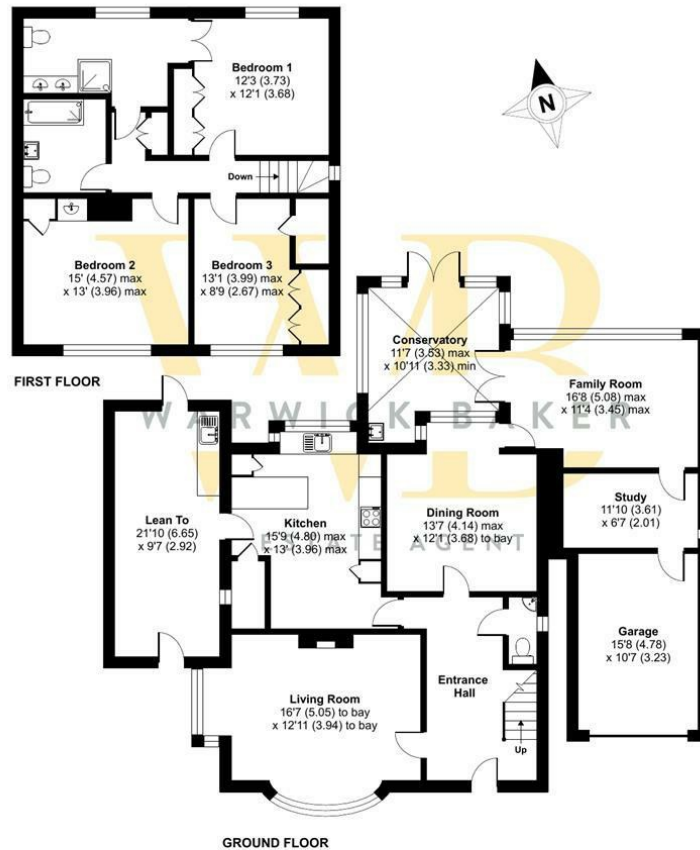 Bedroom 1
12'3 (3.73)
x 12'1 (3.68)
N
Down
Bedroom 2
15' (4.57) max
x 13' (3.96) max
Bedroom 3
13'1 (3.99) max
x 8'9 (2.67) max
FIRST FLOOR
Conservatory
11'7 (3.53) max
x 10'11 (3.33) min
Family Room
16'8 (5.08) max
x 11'4 (3.45) max
WB
WARWICK BAKER
ESTATE AGENT
Lean To
21'10 (6.65)
x 9'7 (2.92)
Kitchen
15'9 (4.80) max
x 13' (3.96) max
Dining Room
13'7 (4.14) max
x 12'1 (3.68) to bay
Study
11'10 (3.61)
x 6'7 (2.01)
Garage
15'8 (4.78)
x 10'7 (3.23)
Living Room
16'7 (5.05) to bay
x 12'11 (3.94) to bay
Entrance
Hall
Up
GROUND FLOOR